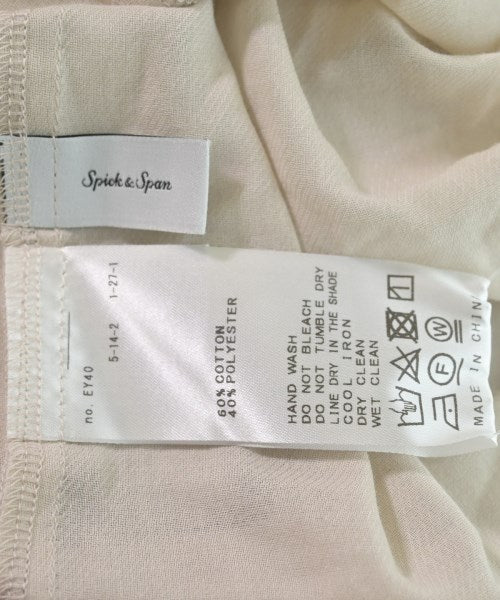 Spick & Span
no. EY40
5-14-2 1-27-1
60% COTTON
40% POLYESTER
HAND WASH
DO NOT BLEACH
DO NOT TUMBLE DRY
LINE DRY IN THE SHADE
COOL IRON
DRY CLEAN
WET CLEAN
F W
MADE IN CHINA